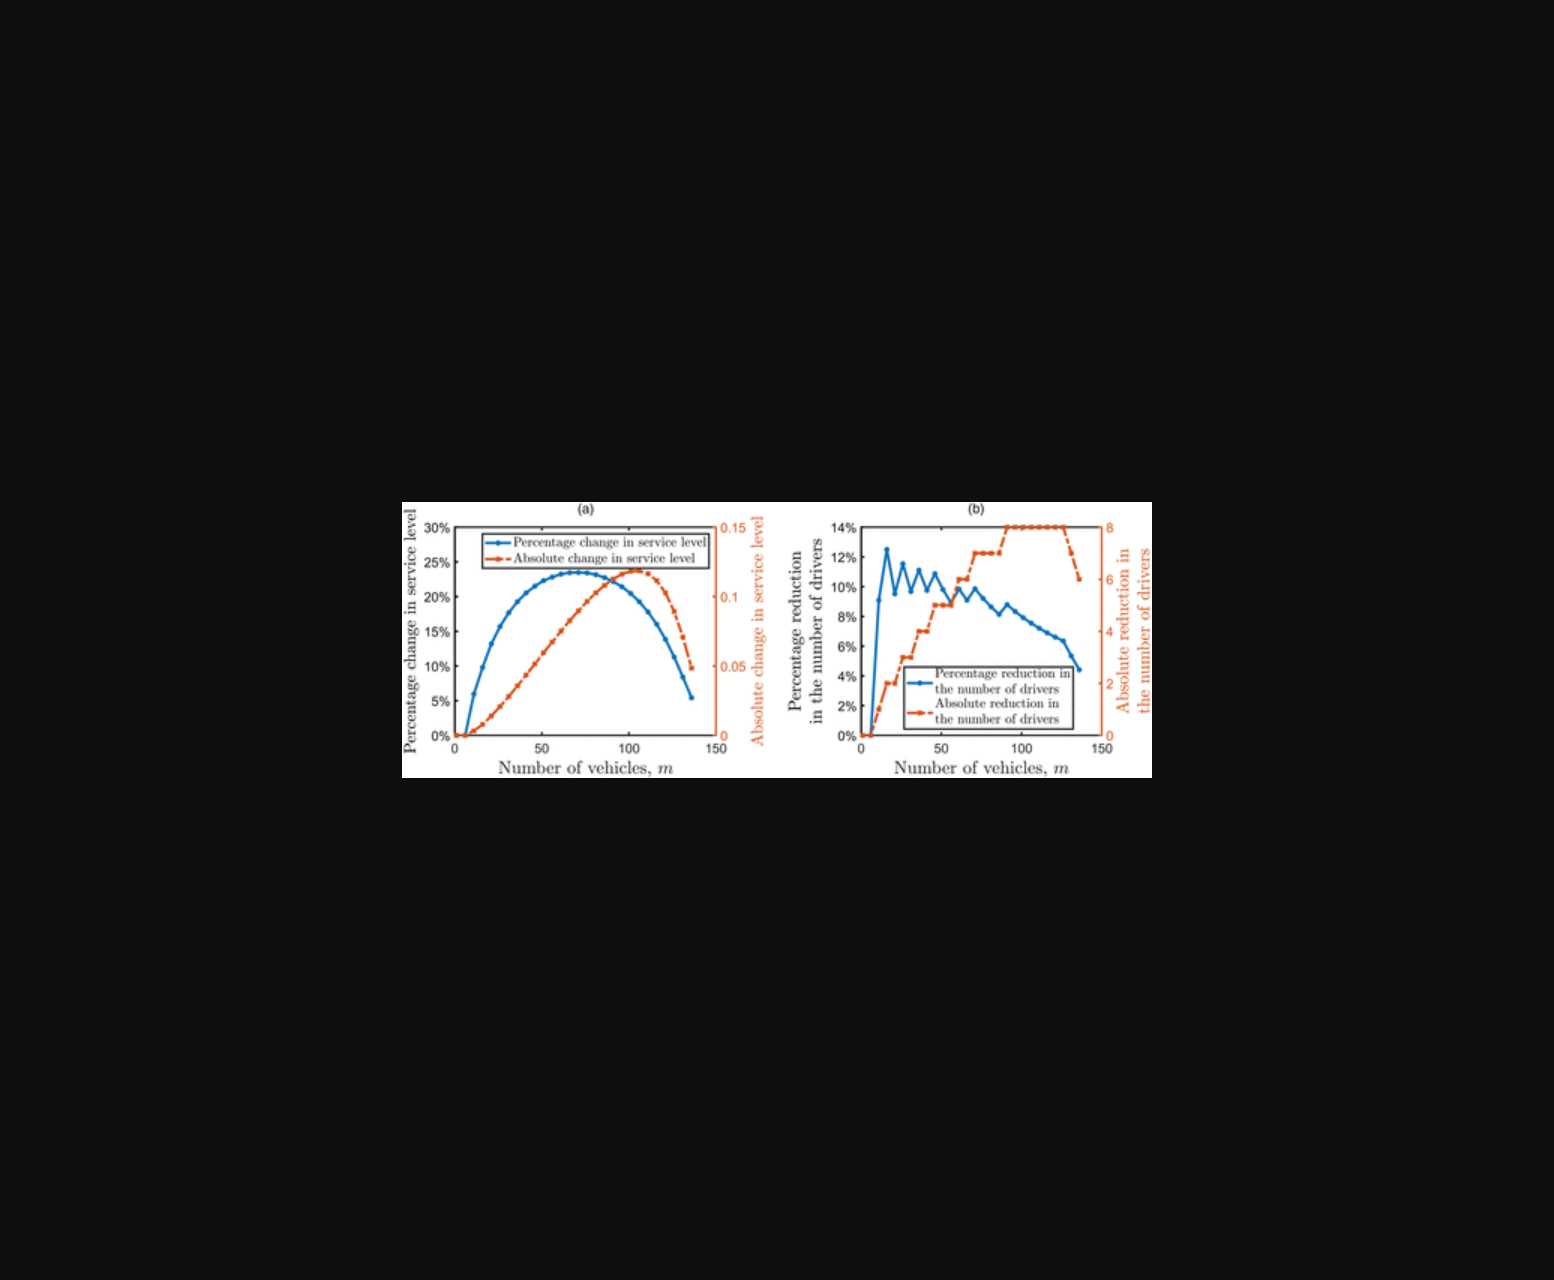 (a)
Percentage change in service level
30%
25%
20%
15%
10%
5%
0%
Percentage change in service level
Absolute change in service level
0.15
0.1
0.05
0
Absolute change in service level
0 50 100 150
Number of vehicles, m
(b)
Percentage reduction
in the number of drivers
14%
12%
10%
8%
6%
4%
2%
0%
Percentage reduction in
the number of drivers
Absolute reduction in
the number of drivers
8
6
4
2
0
Absolute reduction in
the number of drivers
0 50 100 150
Number of vehicles, m